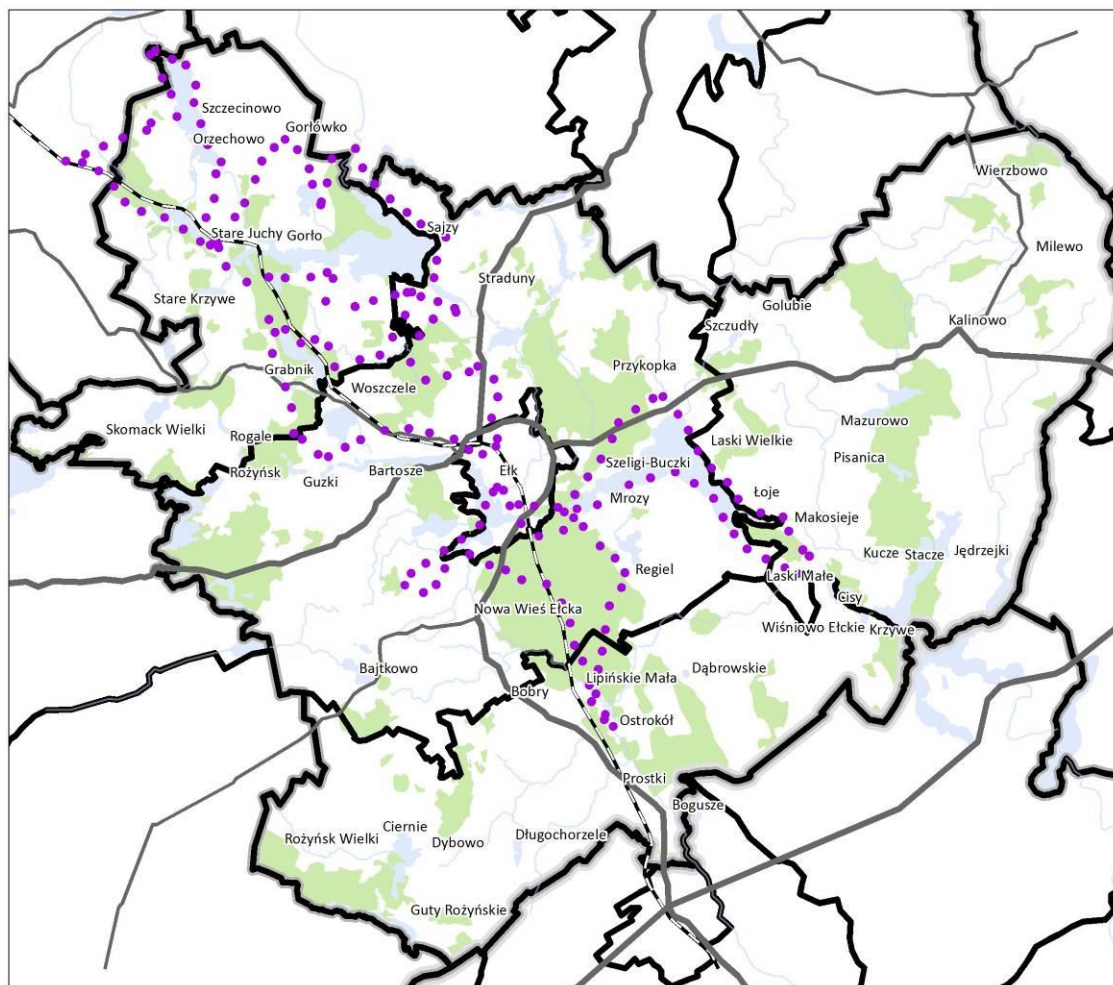 Szczecinowo
Orzechowo
Gorłówko
Wierzbowo
Stare Juchy
Gorło
Sajzy
Milewo
Straduny
Stare Krzywe
Golubie
Szczudły
Kalinowo
Grabnik
Woszczele
Przykopka
Skomack Wielki
Rogale
Mazurowo
Laski Wielkie
Pisanica
Rożyńsk
Guzki
Bartosze
Ełk
Szeligi-Buczki
Mrozy
Łoje
Makosieje
Kucze
Stacze
Jędrzejki
Regiel
Laski Małe
Cisy
Nowa Wieś Ełcka
Wiśniowo Ełckie
Krzywe
Bajtkowo
Bobry
Lipińskie Mała
Dąbrowskie
Ostrokół
Prostki
Bogusze
Rożyńsk Wielki
Ciernie
Dybowo
Długochorzele
Guty Rożyńskie